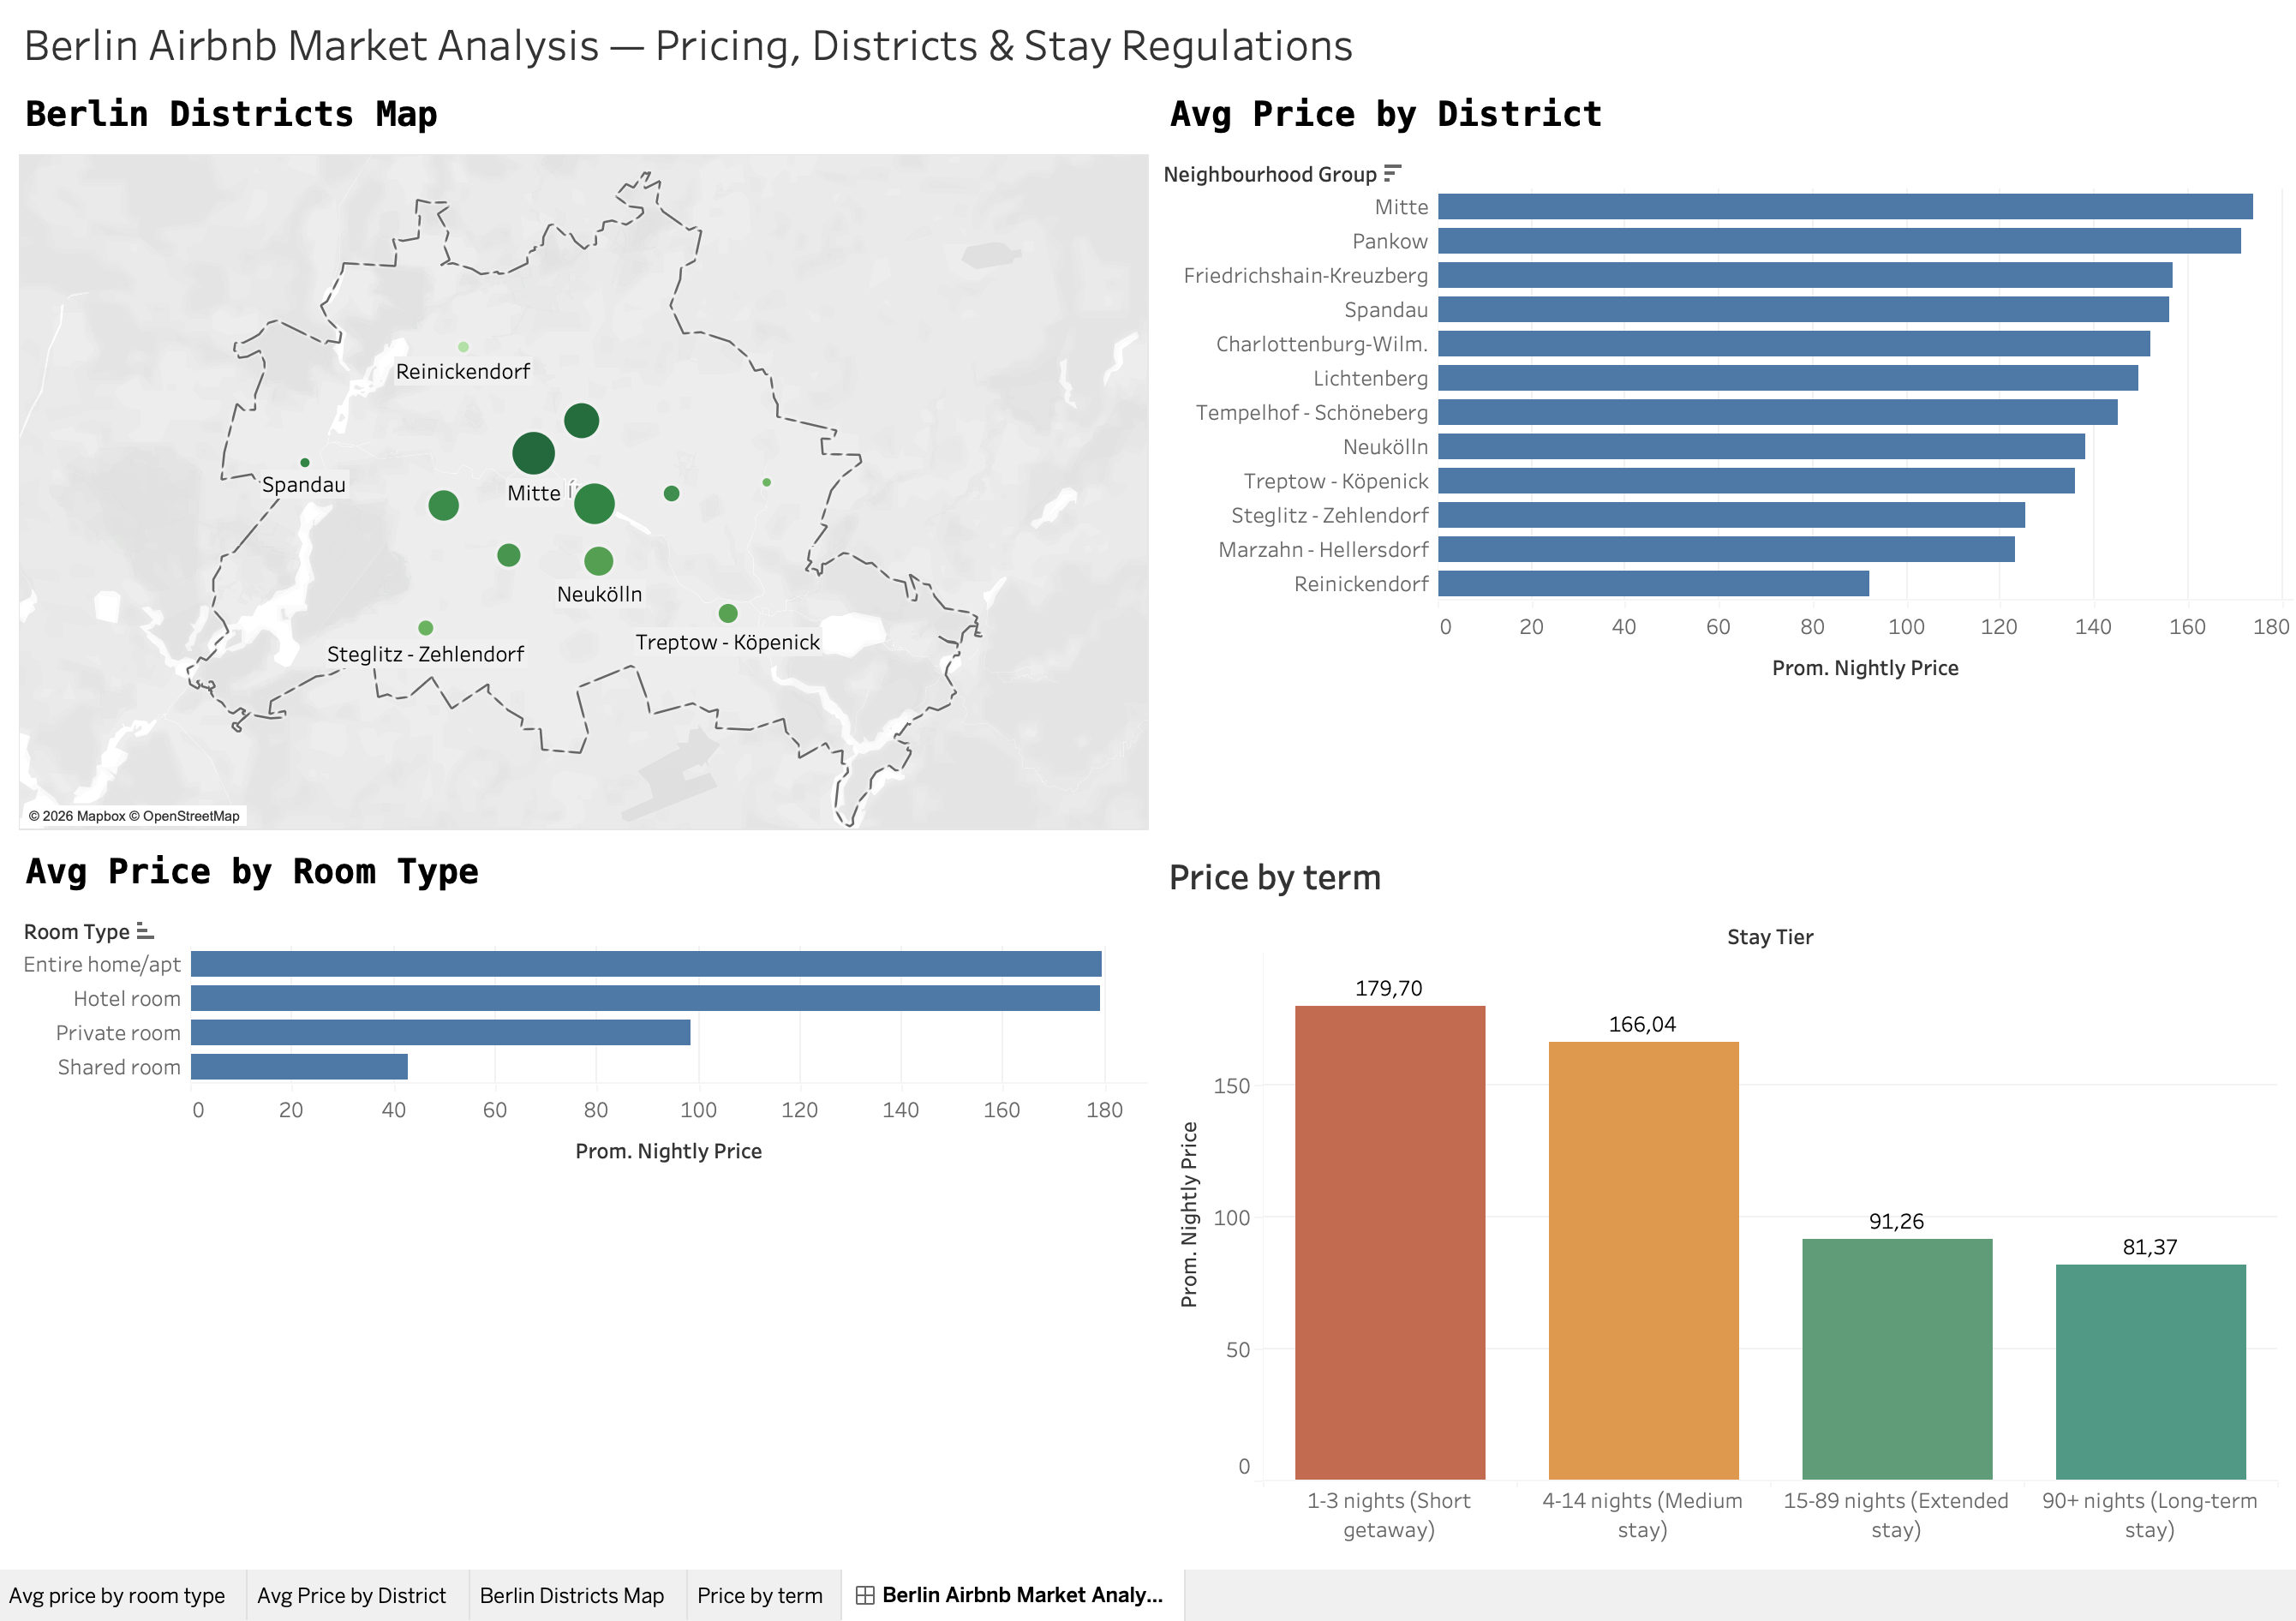 Berlin Airbnb Market Analysis — Pricing, Districts & Stay Regulations
Berlin Districts Map
Reinickendorf
Spandau
Mitte
Neukölln
Treptow - Köpenick
Steglitz - Zehlendorf
© 2026 Mapbox © OpenStreetMap
Avg Price by District
Neighbourhood Group
Mitte
Pankow
Friedrichshain-Kreuzberg
Spandau
Charlottenburg-Wilm.
Lichtenberg
Tempelhof - Schöneberg
Neukölln
Treptow - Köpenick
Steglitz - Zehlendorf
Marzahn - Hellersdorf
Reinickendorf
0 20 40 60 80 100 120 140 160 180
Prom. Nightly Price
Avg Price by Room Type
Room Type
Entire home/apt
Hotel room
Private room
Shared room
0 20 40 60 80 100 120 140 160 180
Prom. Nightly Price
Price by term
Stay Tier
179,70
166,04
91,26
81,37
150
100
50
0
Prom. Nightly Price
1-3 nights (Short getaway)
4-14 nights (Medium stay)
15-89 nights (Extended stay)
90+ nights (Long-term stay)
Avg price by room type
Avg Price by District
Berlin Districts Map
Price by term
Berlin Airbnb Market Analy...